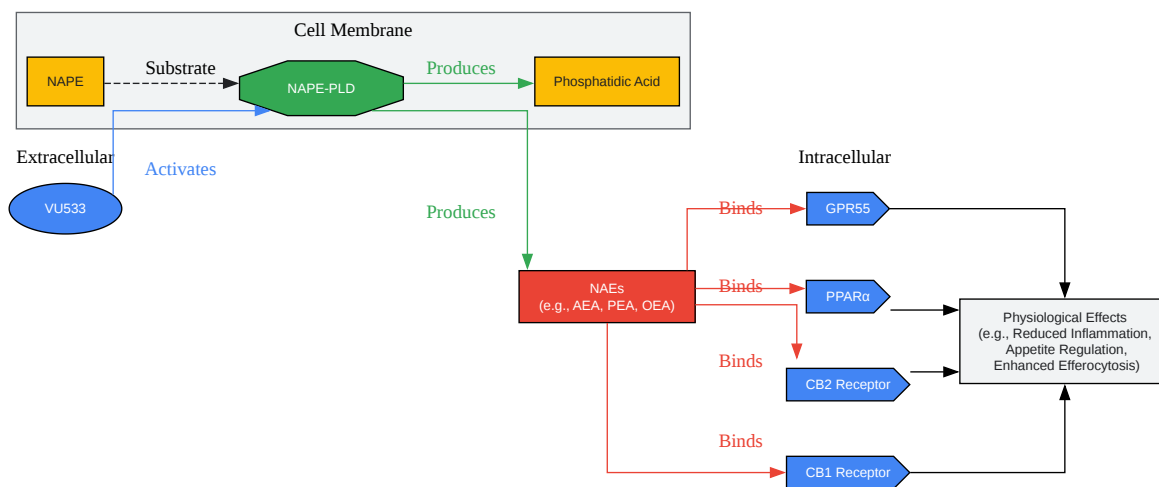 Cell Membrane
NAPE
Substrate
NAPE-PLD
Produces
Phosphatidic Acid
Extracellular
Activates
Intracellular
VU533
Produces
Binds
GPR55
NAEs
(e.g., AEA, PEA, OEA)
Binds
PPARα
Physiological Effects
(e.g., Reduced Inflammation,
Appetite Regulation,
Enhanced Efferocytosis)
Binds
CB2 Receptor
Binds
CB1 Receptor